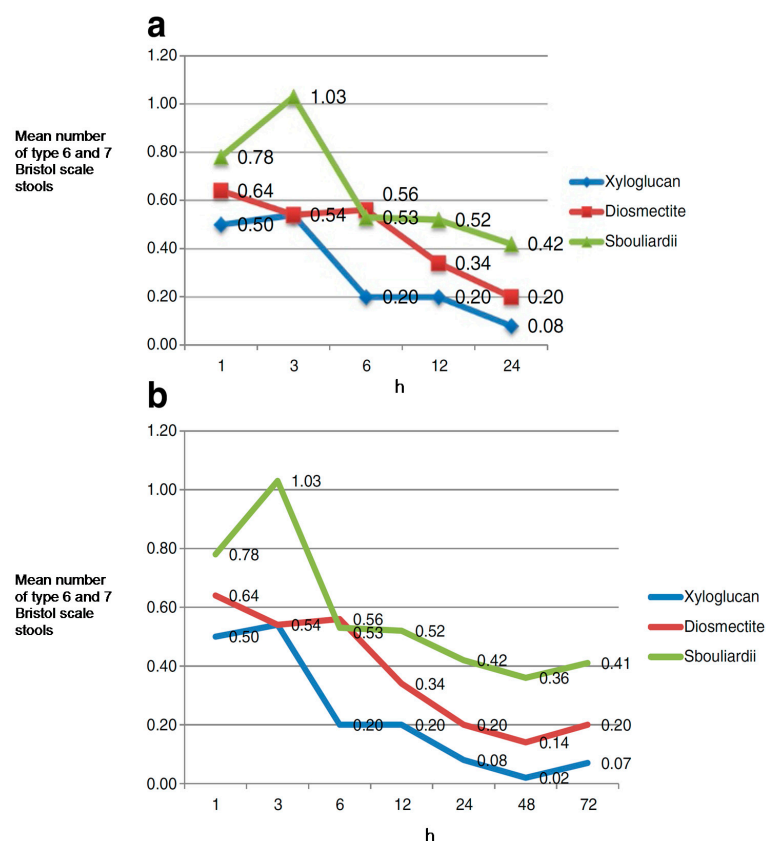 a
1.20
1.00
0.80
0.60
0.40
0.20
0.00
Mean number
of type 6 and 7
Bristol scale
stools
1.03
0.78
0.64
0.56
0.54
0.53
0.52
0.50
0.42
0.34
0.20
0.20
0.20
0.08
Xyloglucan
Diosmectite
Sbouliardii
1 3 6 12 24
h
b
1.20
1.00
0.80
0.60
0.40
0.20
0.00
Mean number
of type 6 and 7
Bristol scale
stools
1.03
0.78
0.64
0.56
0.54
0.53
0.52
0.50
0.42
0.41
0.36
0.34
0.20
0.20
0.20
0.20
0.14
0.08
0.07
0.02
Xyloglucan
Diosmectite
Sbouliardii
1 3 6 12 24 48 72
h